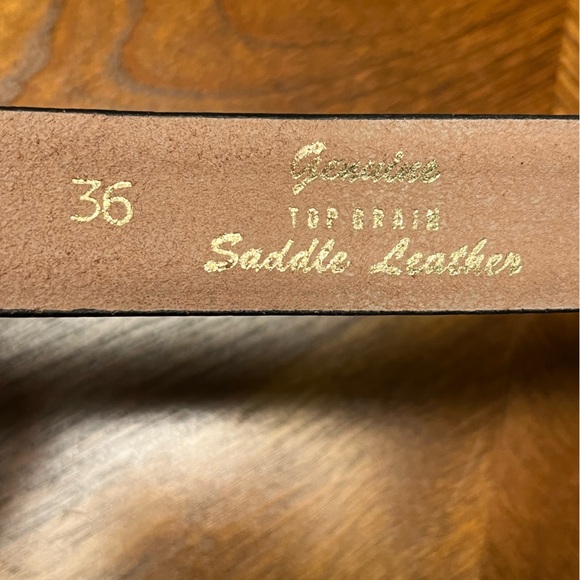 36
Genuine
TOP GRAIN
Saddle Leather